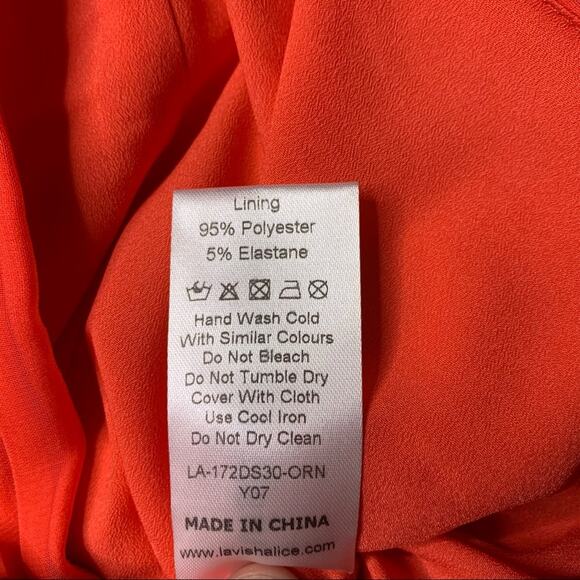 Lining
95% Polyester
5% Elastane
Hand Wash Cold
With Similar Colours
Do Not Bleach
Do Not Tumble Dry
Cover With Cloth
Use Cool Iron
Do Not Dry Clean
LA-172DS30-ORN
Y07
MADE IN CHINA
www.lavishalice.com